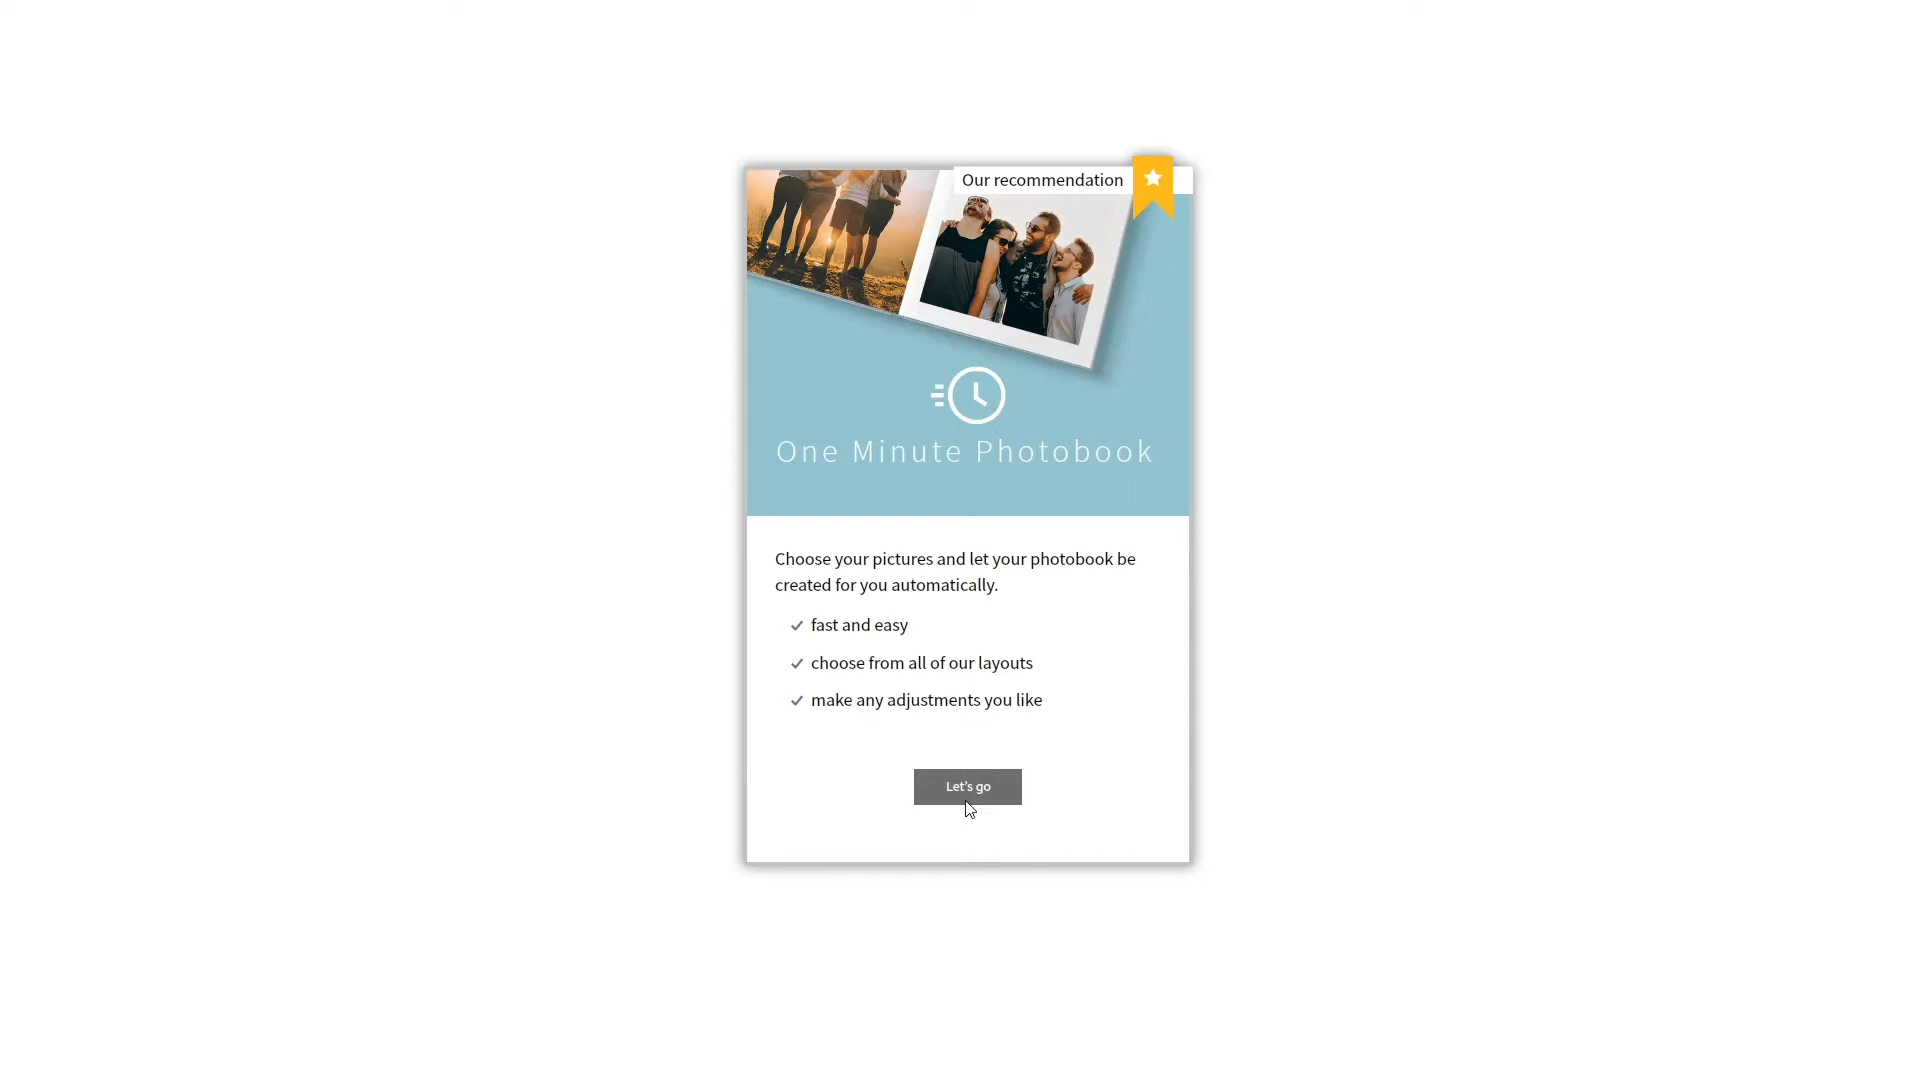 Our recommendation
One Minute Photobook
Choose your pictures and let your photobook be
created for you automatically.
fast and easy
choose from all of our layouts
make any adjustments you like
Let's go